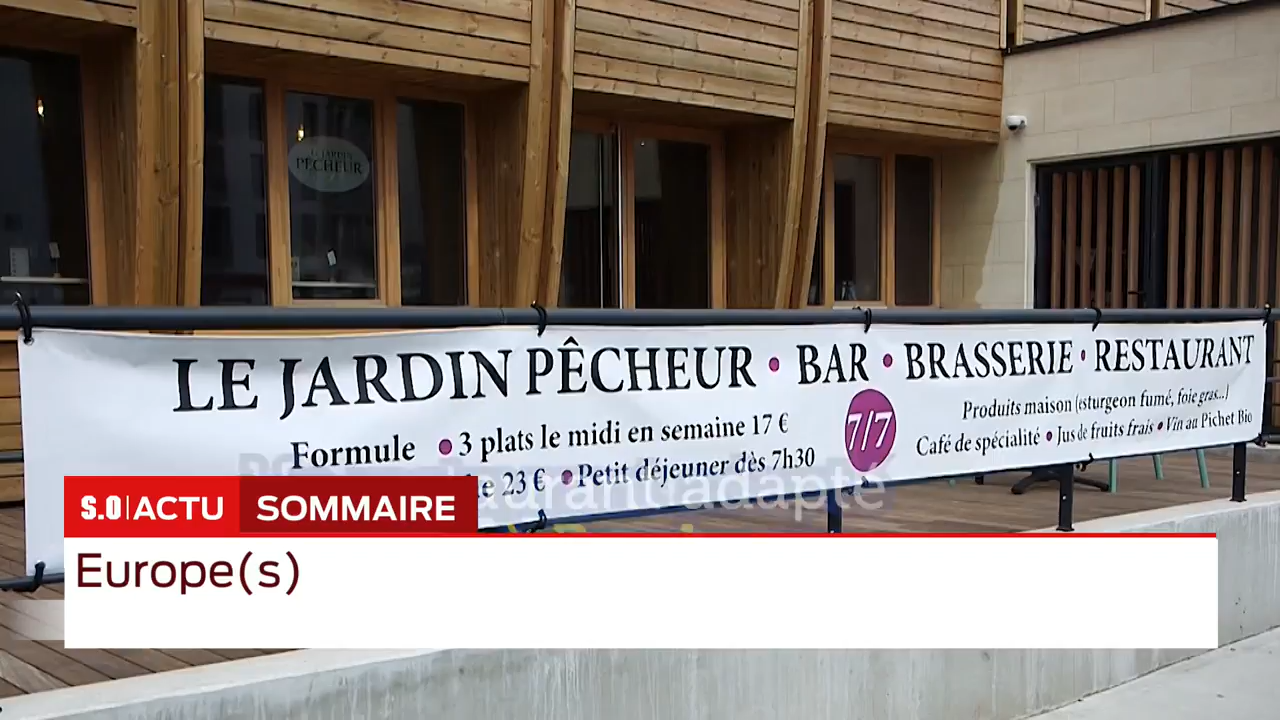 LE JARDIN
PÊCHEUR
LE JARDIN PÊCHEUR • BAR • BRASSERIE • RESTAURANT
Formule • 3 plats le midi en semaine 17 €
23 € • Petit déjeuner dès 7h30
7/7
Produits maison (esturgeon fumé, foie gras...)
Café de spécialité • Jus de fruits frais • Vin au Pichet Bio
adapté
S.O ACTU SOMMAIRE
Europe(s)